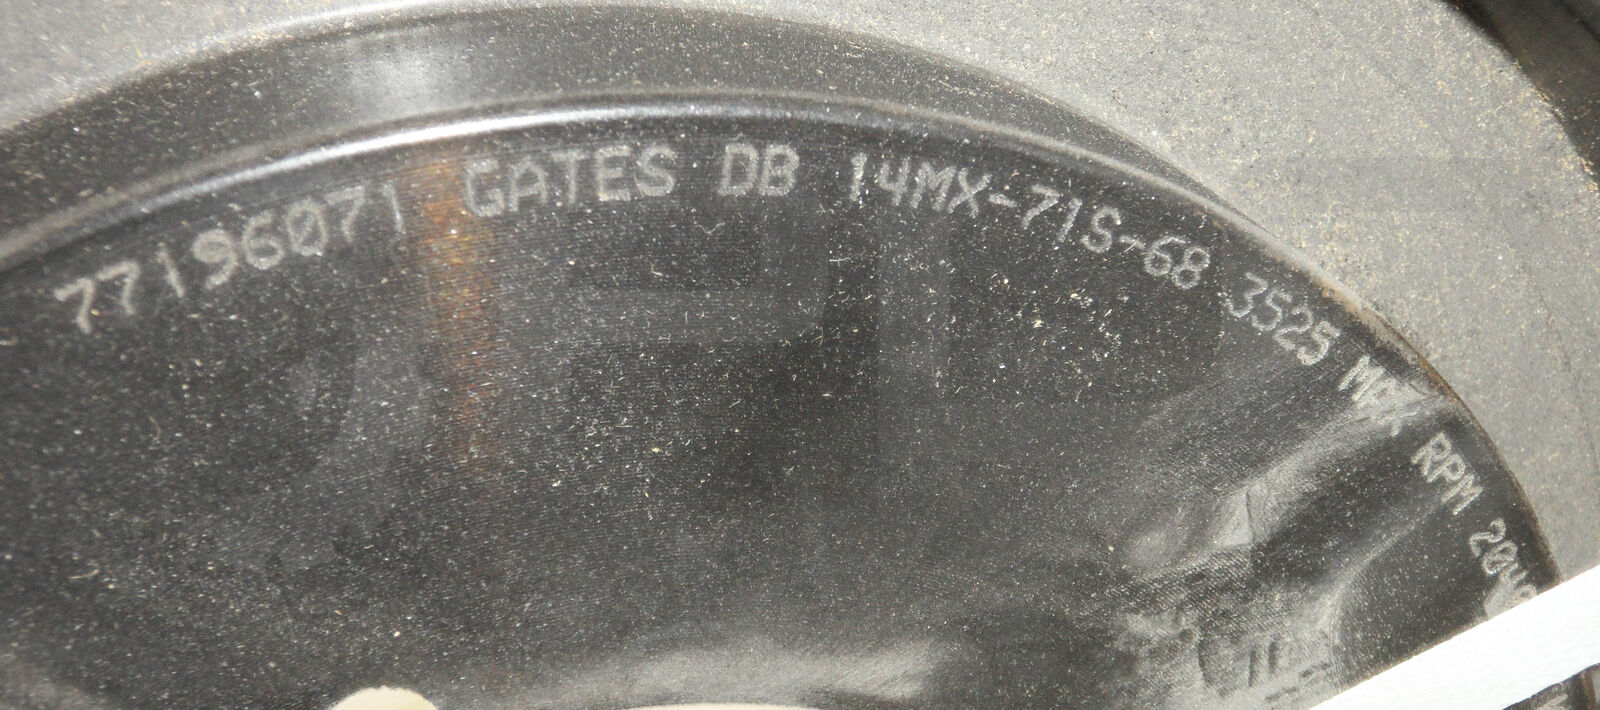 77196071 GATES DB 14MX-71S-68 3525 MAX RPM